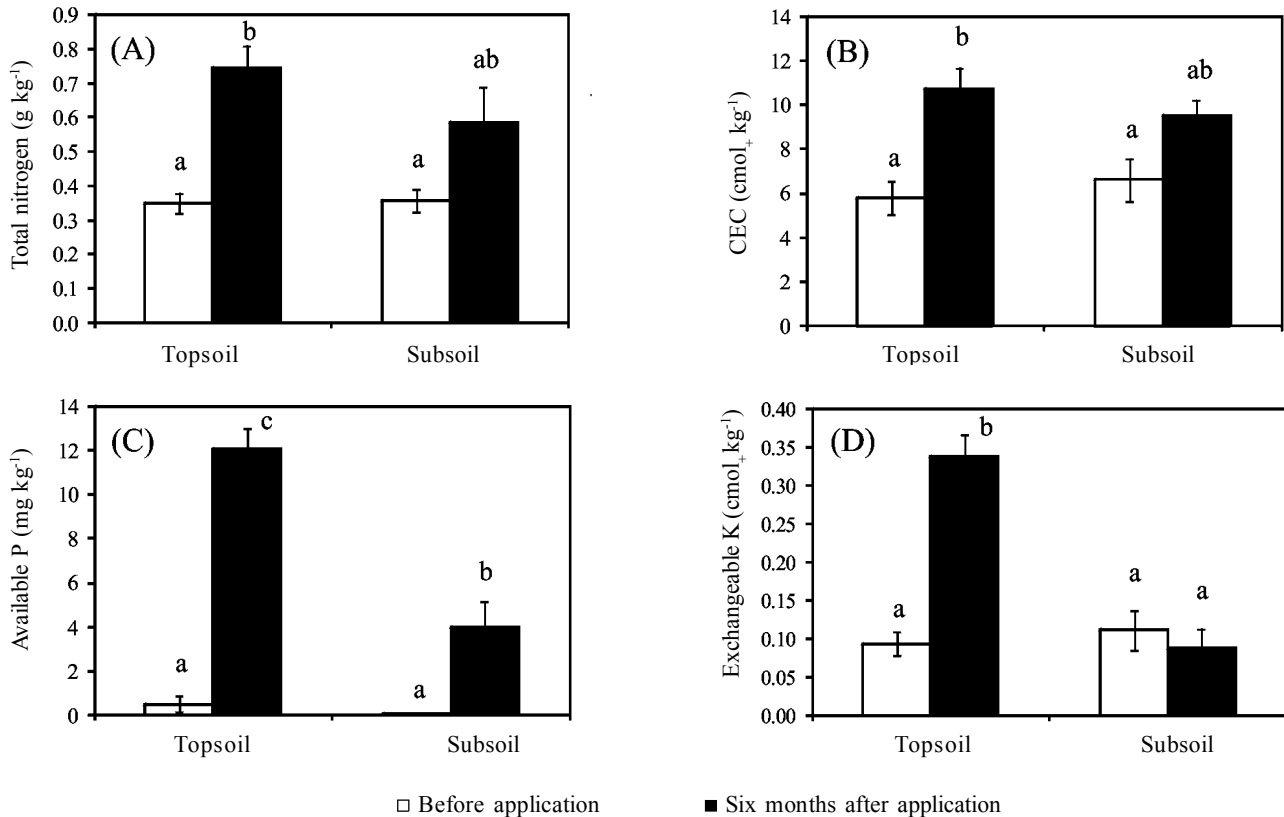 (A)
Total nitrogen (g kg-1)
0.9
0.8
0.7
0.6
0.5
0.4
0.3
0.2
0.1
0.0
a
b
a
ab
Topsoil
Subsoil
(B)
CEC (cmol+ kg-1)
14
12
10
8
6
4
2
0
a
b
a
ab
Topsoil
Subsoil
(C)
Available P (mg kg-1)
14
12
10
8
6
4
2
0
a
c
a
b
Topsoil
Subsoil
(D)
Exchangeable K (cmol+kg-1)
0.40
0.35
0.30
0.25
0.20
0.15
0.10
0.05
0.00
a
b
a
a
Topsoil
Subsoil
Before application
Six months after application